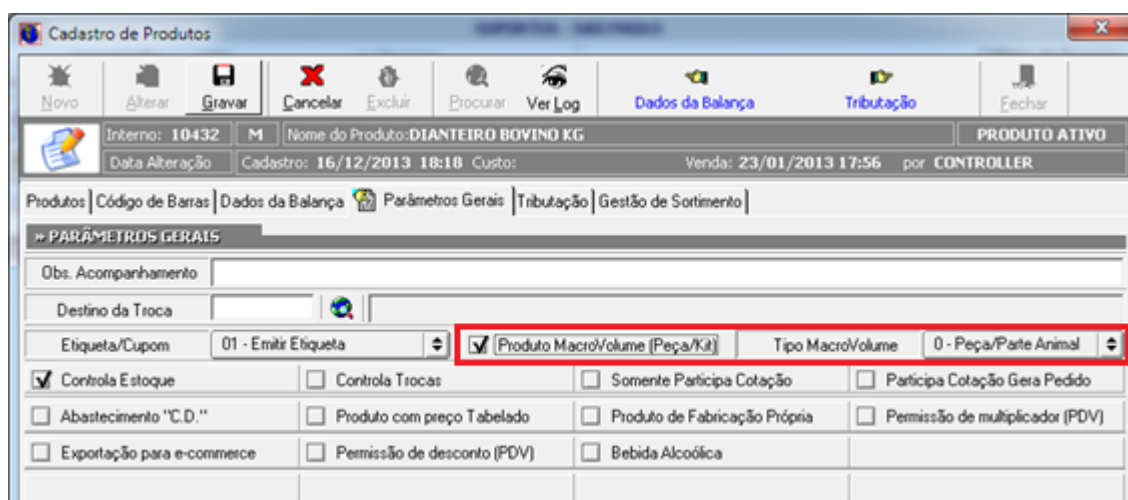 Cadastro de Produtos
Novo Alterar Gravar Cancelar Excluir Procurar Ver Log Dados da Balança Tributação Fechar
Interno: 10432 M Nome do Produto:DIANTEIRO BOVINO KG PRODUTO ATIVO
Data Alteração Cadastro: 16/12/2013 18:18 Custo: Venda: 23/01/2013 17:56 por CONTROLLER
Produtos Código de Barras Dados da Balança Parâmetros Gerais Tributação Gestão de Sortimento
» PARÂMETROS GERAIS
Obs. Acompanhamento
Destino da Troca
Etiqueta/Cupom 01 - Emitir Etiqueta Produto MacroVolume (Peça/Kit) Tipo MacroVolume 0 - Peça/Parte Animal
Controla Estoque Controla Trocas Somente Participa Cotação Participa Cotação Gera Pedido
Abastecimento "C.D." Produto com preço Tabelado Produto de Fabricação Própria Permissão de multiplicador (PDV)
Exportação para e-commerce Permissão de desconto (PDV) Bebida Alcoólica